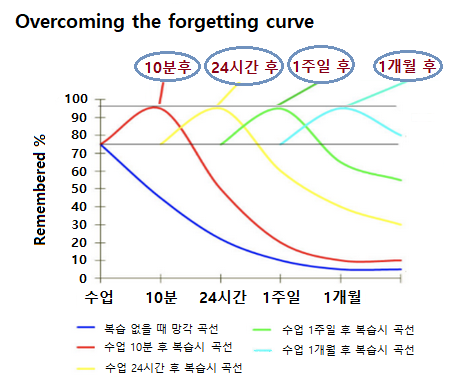 Overcoming the forgetting curve
10분후 24시간 후 1주일 후 1개월 후
Remembered %
100
90
80
70
60
50
40
30
20
10
0
수업 10분 24시간 1주일 1개월
복습 없을 때 망각 곡선 수업 1주일 후 복습시 곡선
수업 10분 후 복습시 곡선 수업 1개월 후 복습시 곡선
수업 24시간 후 복습시 곡선